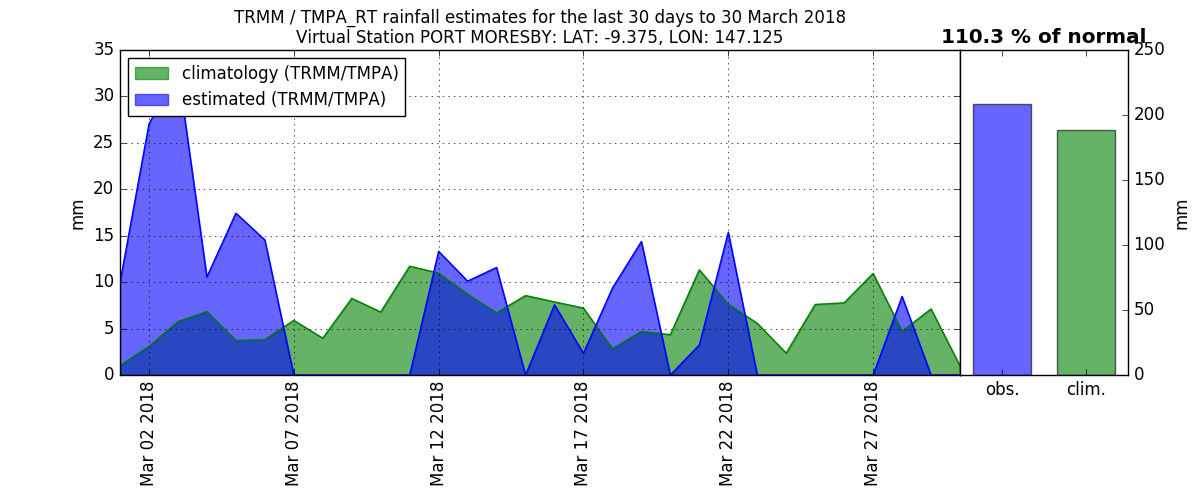 TRMM / TMPA_RT rainfall estimates for the last 30 days to 30 March 2018
Virtual Station PORT MORESBY: LAT: -9.375, LON: 147.125
110.3 % of normal
climatology (TRMM/TMPA)
estimated (TRMM/TMPA)
35
30
25
20
15
10
5
0
mm
Mar 02 2018
Mar 07 2018
Mar 12 2018
Mar 17 2018
Mar 22 2018
Mar 27 2018
obs.
clim.
250
200
150
100
50
0
mm